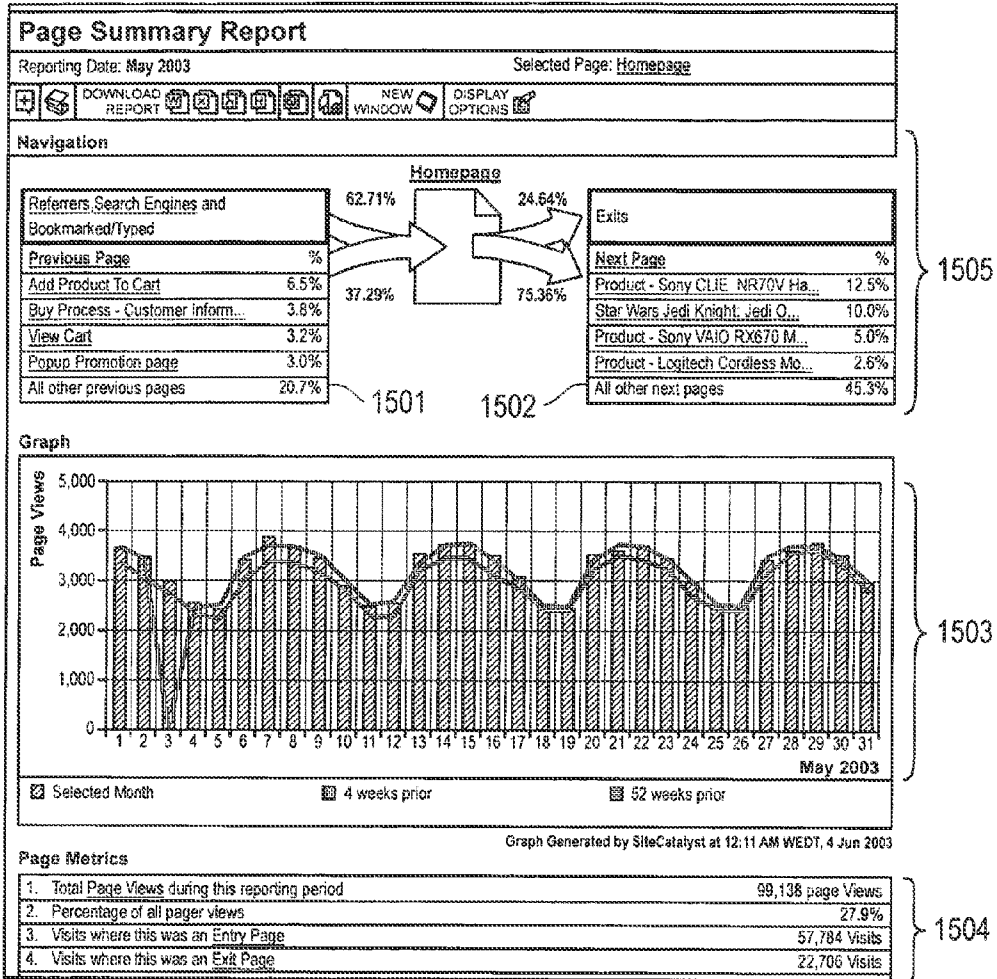 Page Summary Report
Reporting Date: May 2003 Selected Page: Homepage
DOWNLOAD REPORT NEW WINDOW DISPLAY OPTIONS
Navigation
Homepage
Referrers, Search Engines and Bookmarked/Typed
62.71%
24.64%
Exits
Previous Page %
Add Product To Cart 6.5%
Buy Process - Customer Inform... 3.8%
View Cart 3.2%
Popup Promotion page 3.0%
All other previous pages 20.7%
37.29%
75.36%
Next Page %
Product - Sony CLIE NR70V Ha... 12.5%
Star Wars Jedi Knight: Jedi O... 10.0%
Product - Sony VAIO RX670 M... 5.0%
Product - Logitech Cordless Mo... 2.6%
All other next pages 45.3%
1501
1502
1505
Graph
Page Views
5,000
4,000
3,000
2,000
1,000
0
1 2 3 4 5 6 7 8 9 10 11 12 13 14 15 16 17 18 19 20 21 22 23 24 25 26 27 28 29 30 31
May 2003
Selected Month 4 weeks prior 52 weeks prior
1503
Graph Generated by SiteCatalyst at 12:11 AM WEDT, 4 Jun 2003
Page Metrics
1. Total Page Views during this reporting period 99,138 page Views
2. Percentage of all pager views 27.9%
3. Visits where this was an Entry Page 57,784 Visits
4. Visits where this was an Exit Page 22,706 Visits
1504